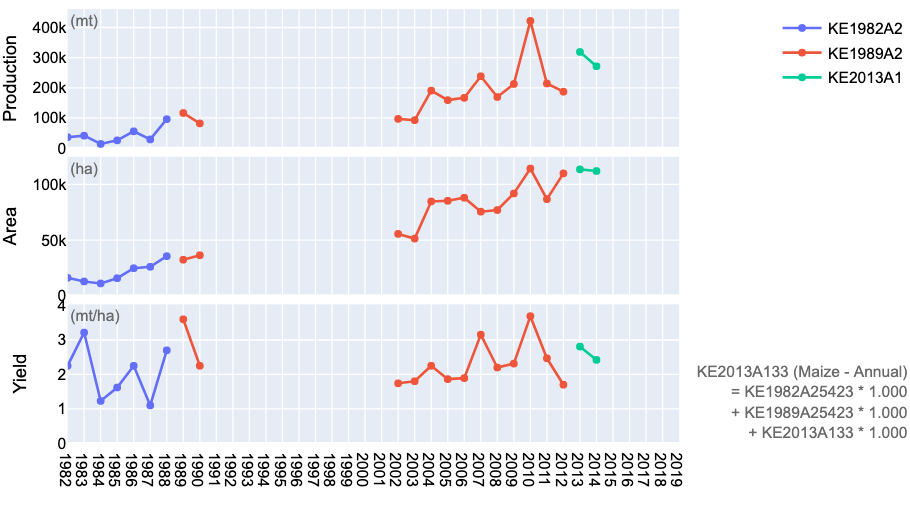 (mt)
400k
300k
200k
100k
0
Production
(ha)
100k
50k
0
Area
(mt/ha)
4
3
2
1
0
Yield
1982
1983
1984
1985
1986
1987
1988
1989
1990
1991
1992
1993
1994
1995
1996
1997
1998
1999
2000
2001
2002
2003
2004
2005
2006
2007
2008
2009
2010
2011
2012
2013
2014
2015
2016
2017
2018
2019
KE1982A2
KE1989A2
KE2013A1
KE2013A133 (Maize - Annual)
= KE1982A25423 * 1.000
+ KE1989A25423 * 1.000
+ KE2013A133 * 1.000